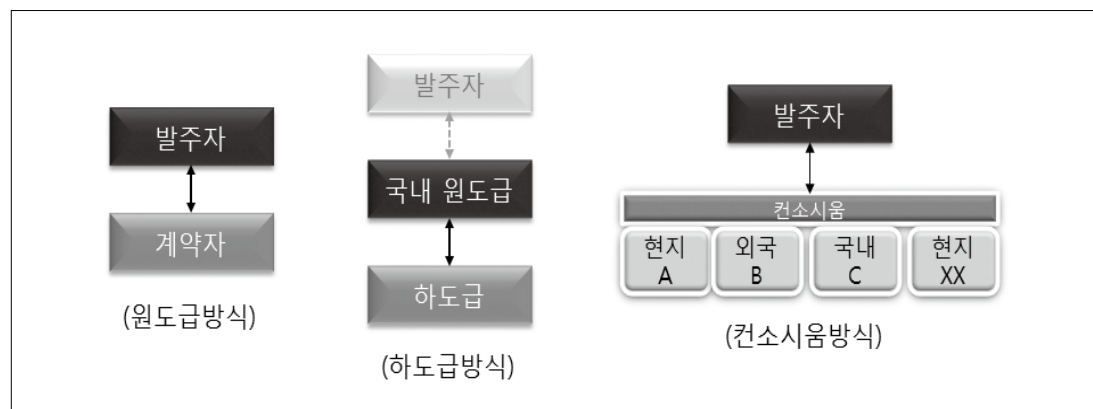 발주자
계약자
(원도급방식)
발주자
국내 원도급
하도급
(하도급방식)
발주자
컨소시움
현지
A
외국
B
국내
C
현지
XX
(컨소시움방식)